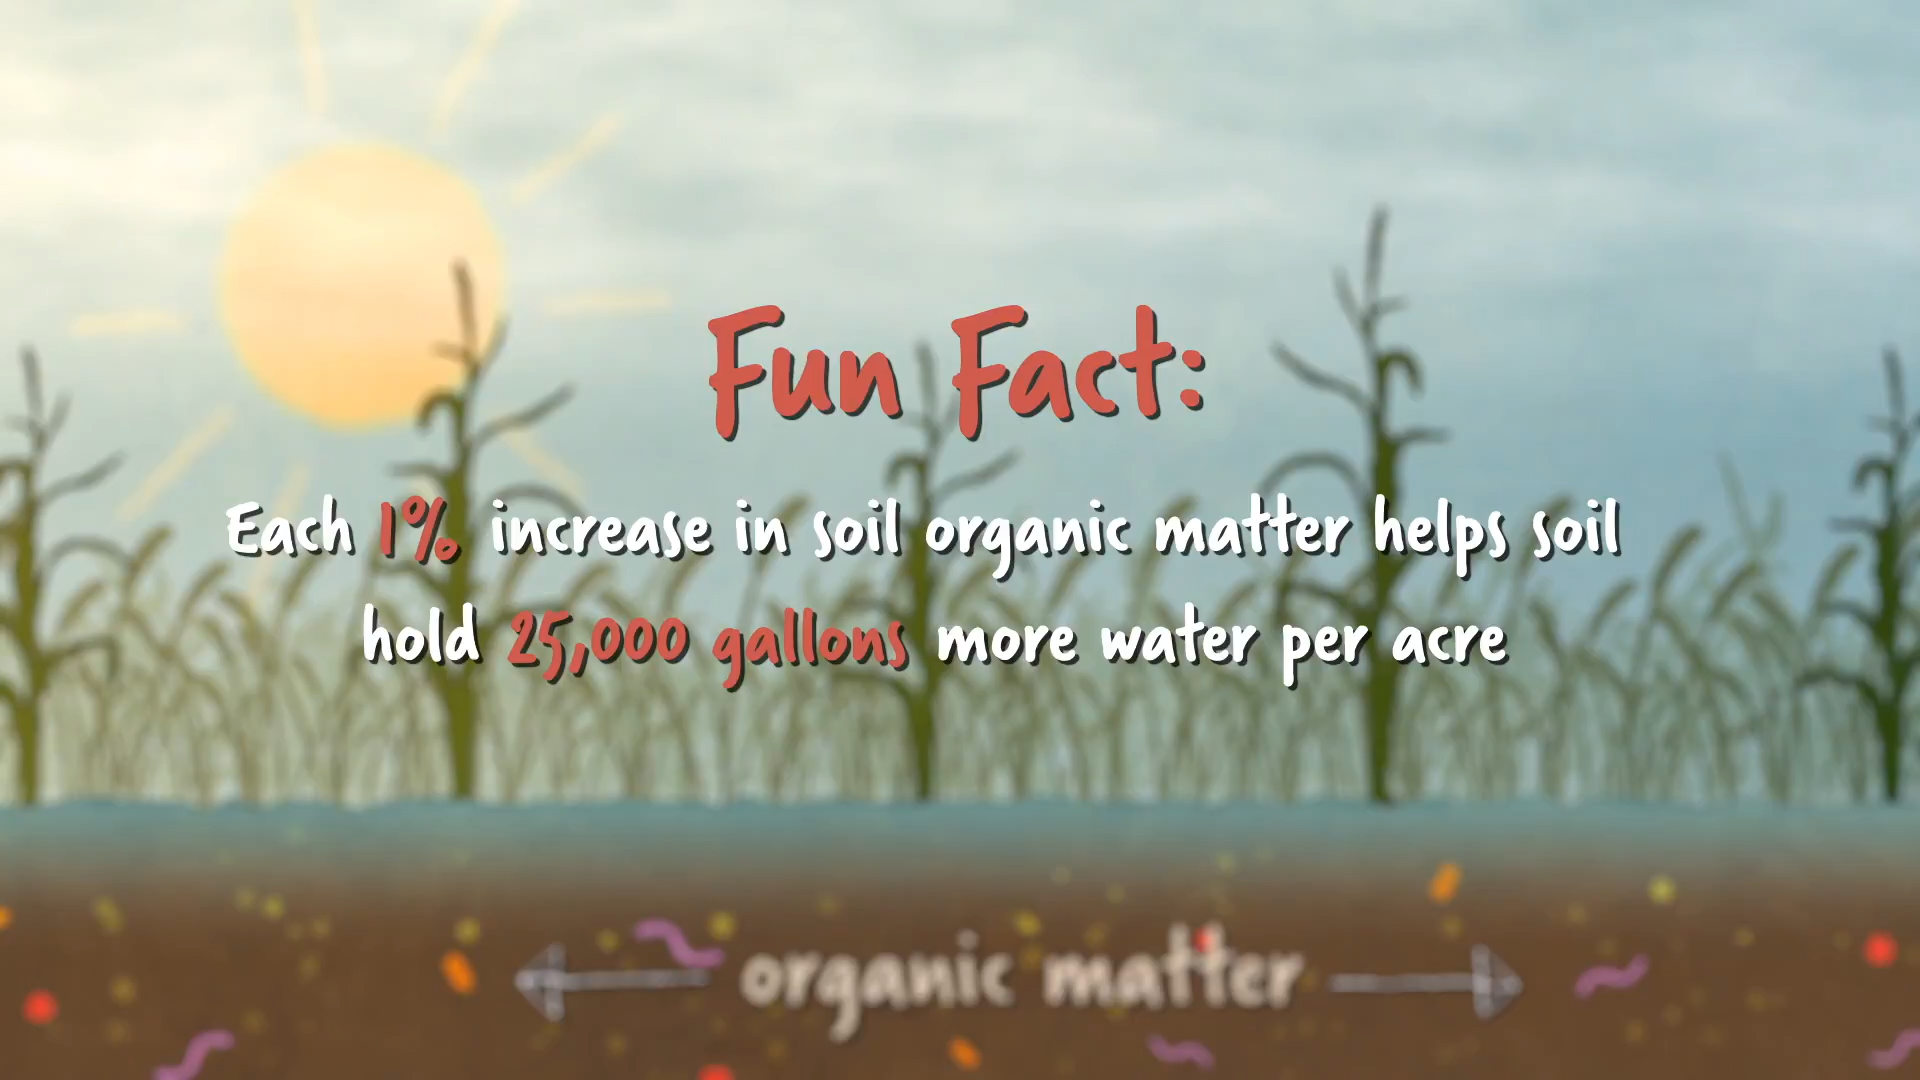 Fun Fact:
Each 1% increase in soil organic matter helps soil
hold 25,000 gallons more water per acre
organic matter